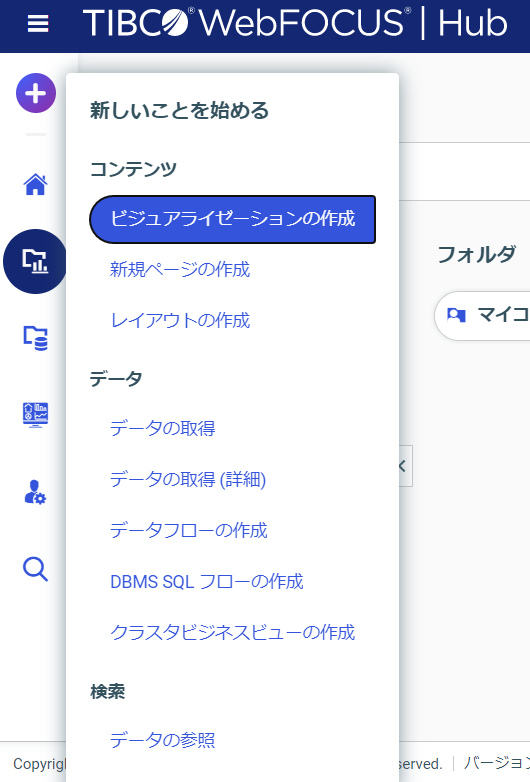 TIBCO® WebFOCUS® | Hub
新しいことを始める
コンテンツ
ビジュアライゼーションの作成
新規ページの作成
レイアウトの作成
データ
データの取得
データの取得 (詳細)
データフローの作成
DBMS SQL フローの作成
クラスタビジネスビューの作成
検索
データの参照
フォルダ
マイコ